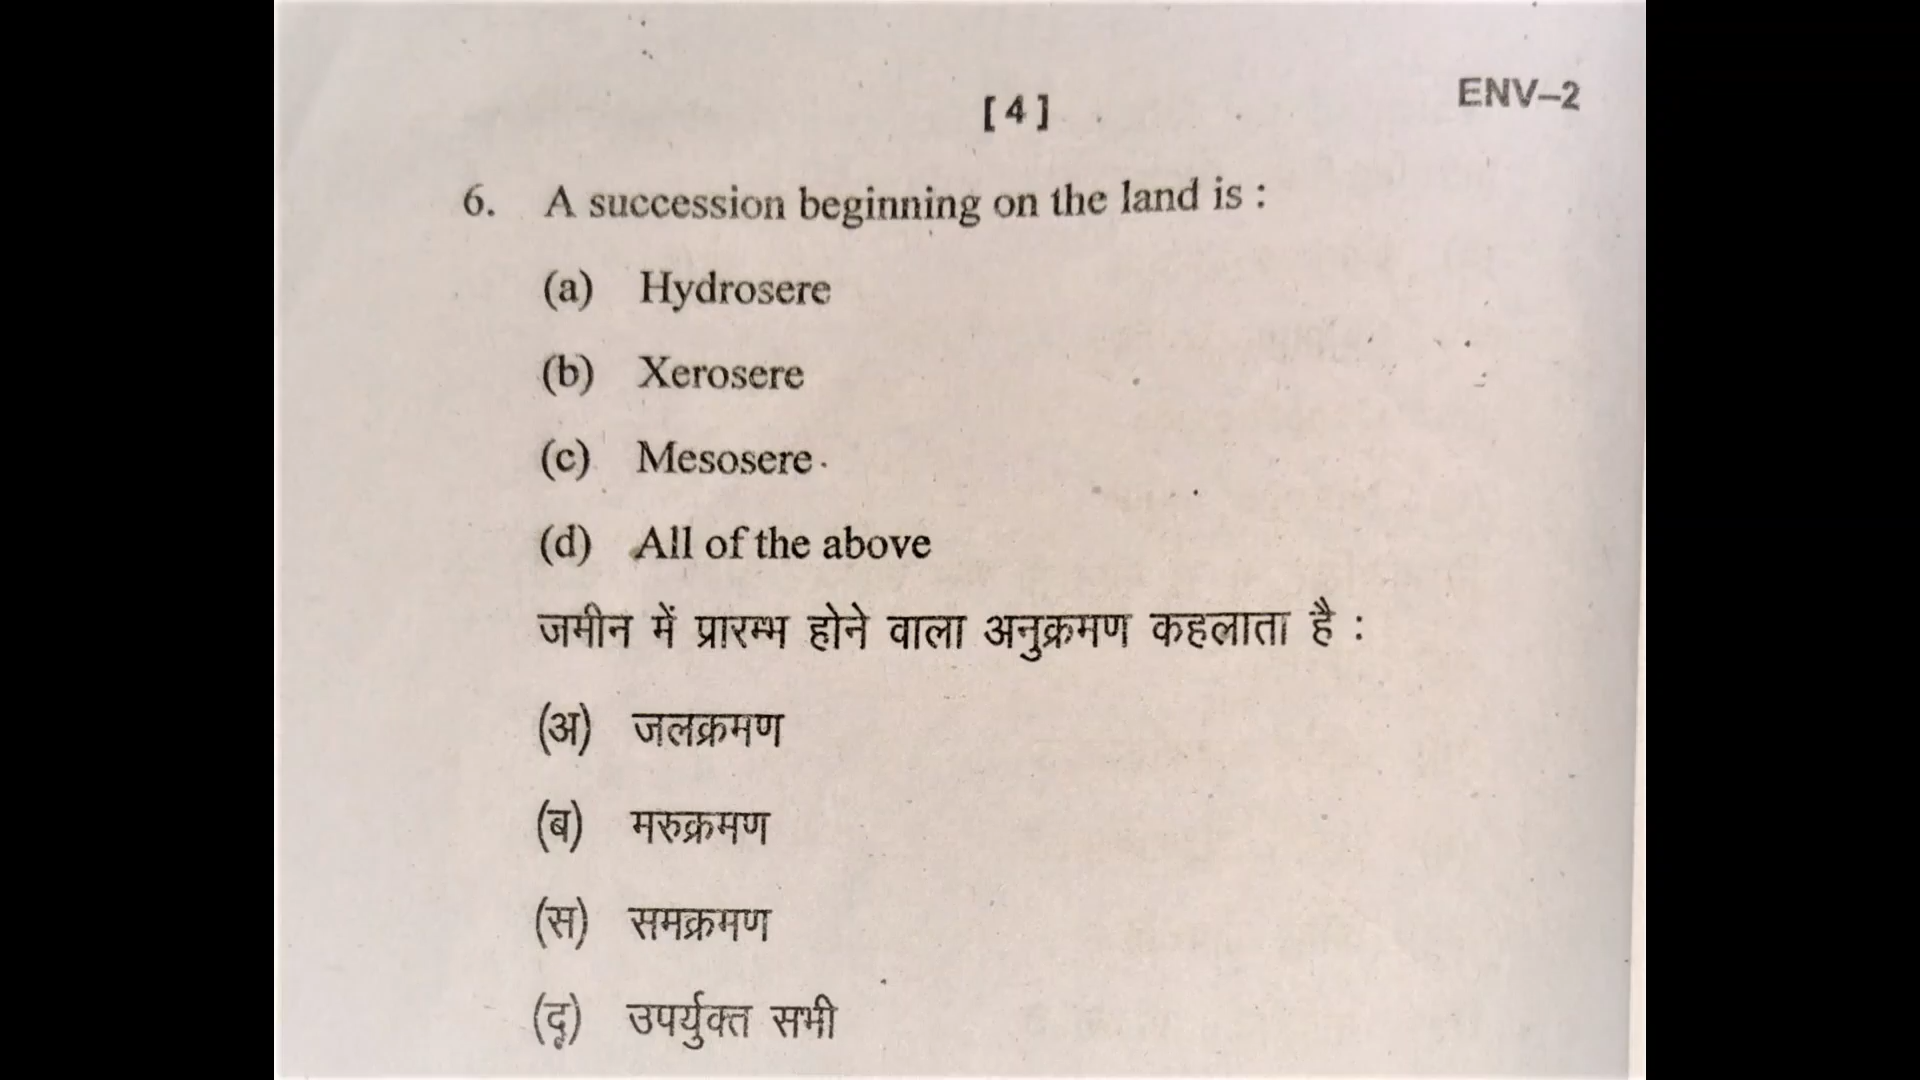 [ 4 ]
ENV–2
6. A succession beginning on the land is :
(a) Hydrosere
(b) Xerosere
(c) Mesosere
(d) All of the above
जमीन में प्रारम्भ होने वाला अनुक्रमण कहलाता है :
(अ) जलक्रमण
(ब) मरुक्रमण
(स) समक्रमण
(द) उपर्युक्त सभी